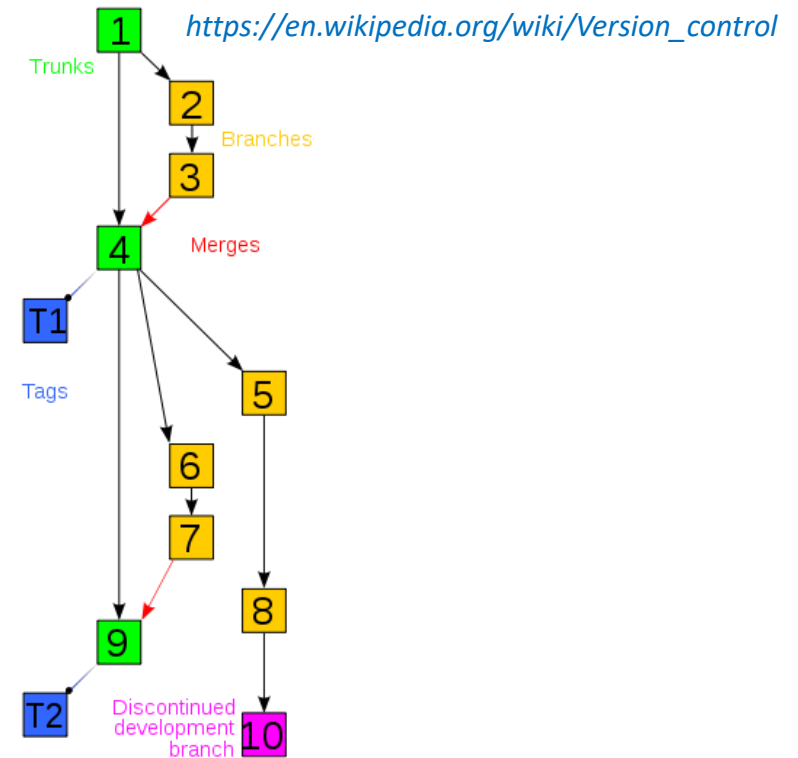 1
https://en.wikipedia.org/wiki/Version_control
Trunks
2
Branches
3
4
Merges
T1
Tags
5
6
7
8
9
T2
Discontinued
development
branch
10